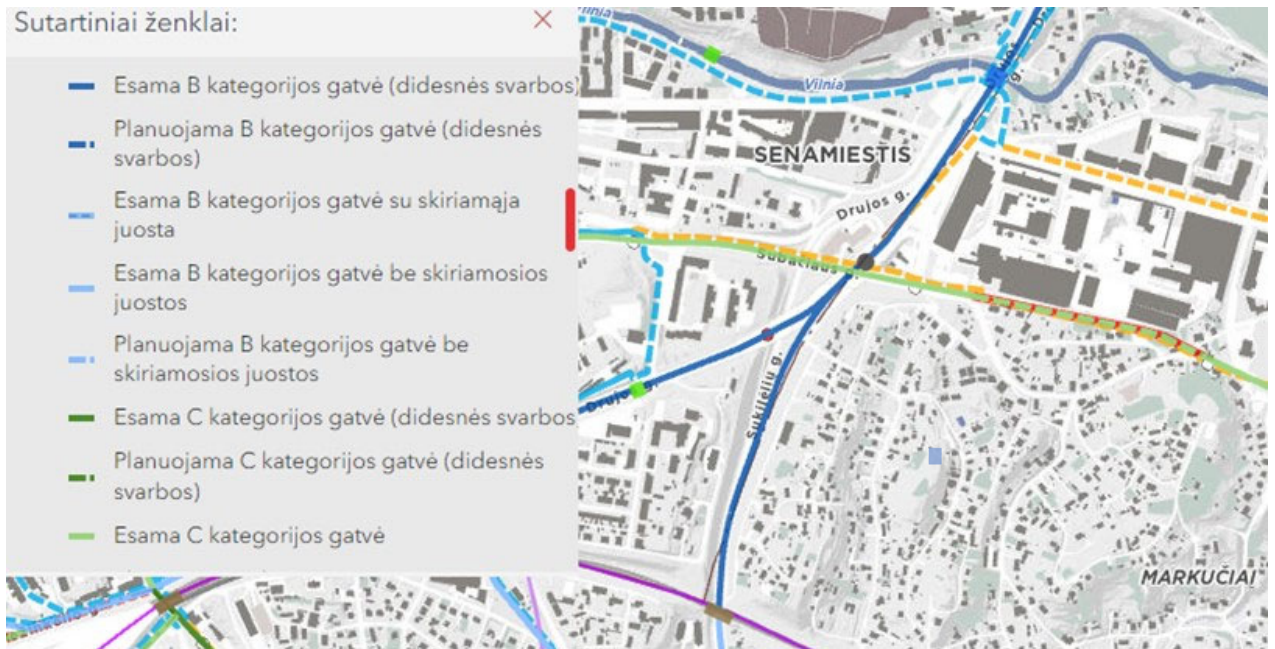 Sutartiniai ženklai:
Esama B kategorijos gatvė (didesnės svarbos)
Planuojama B kategorijos gatvė (didesnės
svarbos)
Esama B kategorijos gatvė su skiriamąja
juosta
Esama B kategorijos gatvė be skiriamosios
juostos
Planuojama B kategorijos gatvė be
skiriamosios juostos
Esama C kategorijos gatvė (didesnės svarbos
Planuojama C kategorijos gatvė (didesnės
svarbos)
Esama C kategorijos gatvė
Vilnia
Vilnia
SENAMIESTIS
Drujos g.
Subačiaus
Drujos g.
Sukilėlių g.
MARKUČIAI